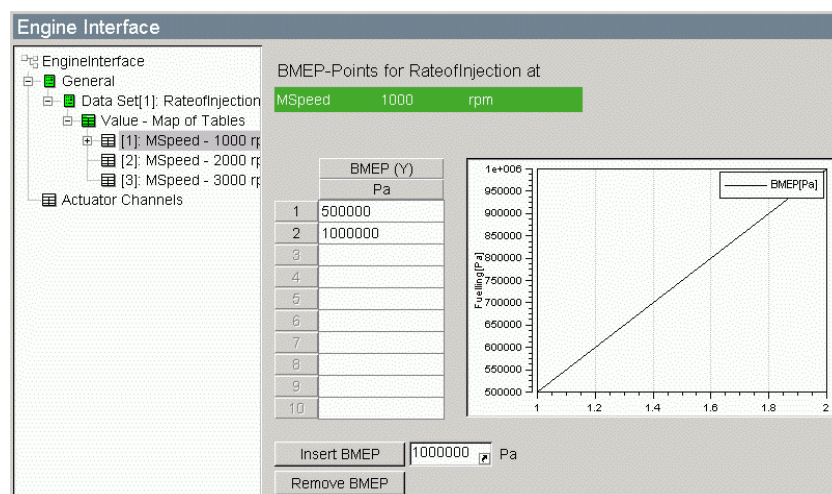 Engine Interface
EngineInterface
General
Data Set[1]: RateofInjection
Value - Map of Tables
[1]: MSpeed - 1000 rp
[2]: MSpeed - 2000 rp
[3]: MSpeed - 3000 rp
Actuator Channels
BMEP-Points for RateofInjection at
MSpeed 1000 rpm
BMEP (Y)
Pa
1 500000
2 1000000
3
4
5
6
7
8
9
10
1e+006
950000
900000
850000
800000
750000
700000
650000
600000
550000
500000
Fuelling[Pa]
BMEP[Pa]
1 1.2 1.4 1.6 1.8 2
Insert BMEP 1000000 Pa
Remove BMEP